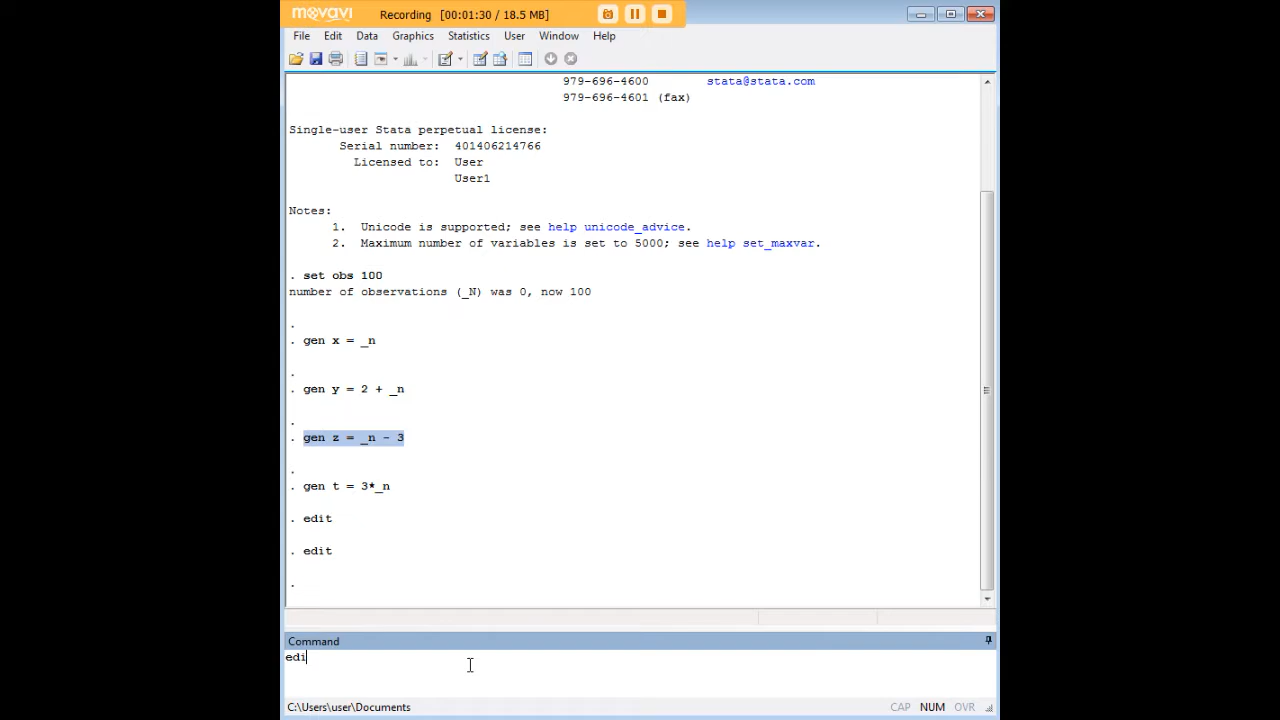 movavi Recording [00:01:30 / 18.5 MB]
File Edit Data Graphics Statistics User Window Help
979-696-4600 stata@stata.com
979-696-4601 (fax)
Single-user Stata perpetual license:
Serial number: 401406214766
Licensed to: User
User1
Notes:
1. Unicode is supported; see help unicode_advice.
2. Maximum number of variables is set to 5000; see help set_maxvar.
. set obs 100
number of observations (_N) was 0, now 100
.
. gen x = _n
.
. gen y = 2 + _n
.
. gen z = _n - 3
.
. gen t = 3*_n
. edit
. edit
.
Command
edi
C:\Users\user\Documents CAP NUM OVR